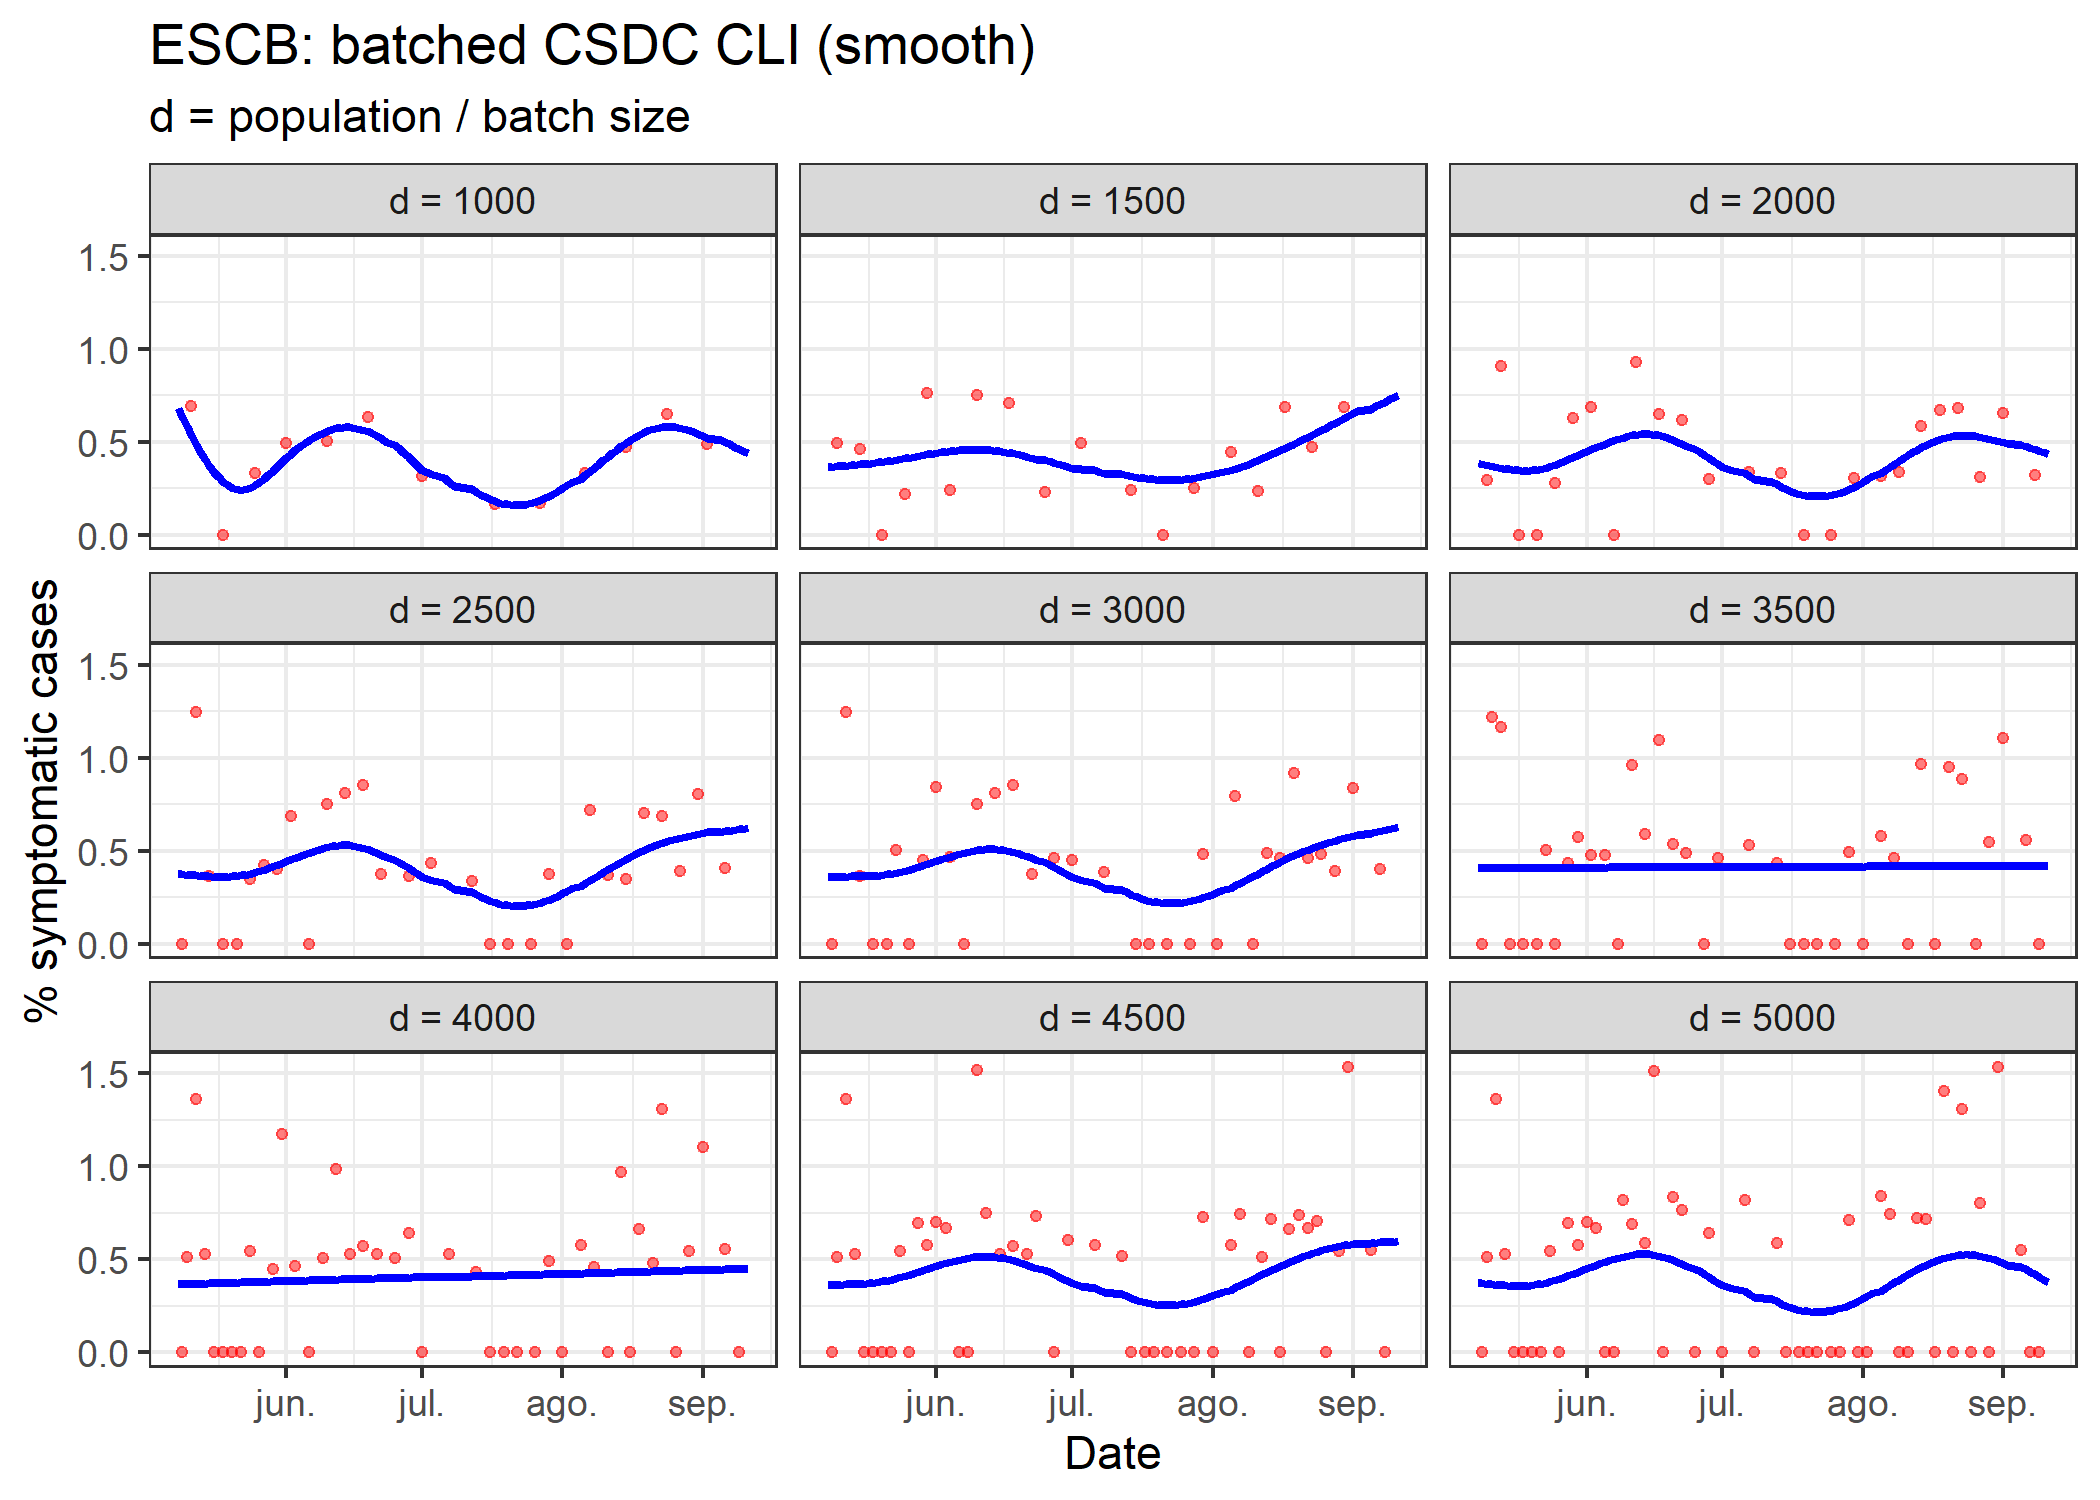 ESCB: batched CSDC CLI (smooth)
d = population / batch size
d = 1000
d = 1500
d = 2000
1.5
1.0
0.5
0.0
d = 2500
d = 3000
d = 3500
1.5
1.0
0.5
0.0
% symptomatic cases
d = 4000
d = 4500
d = 5000
1.5
1.0
0.5
0.0
jun. jul. ago. sep.
jun. jul. ago. sep.
jun. jul. ago. sep.
Date